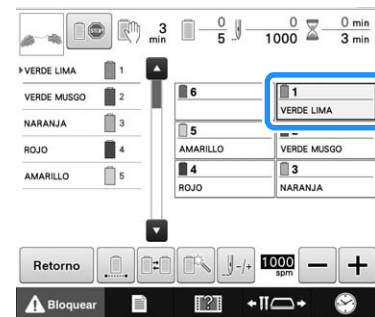 3 min
0 5
0 1000
0 min 3 min
VERDE LIMA 1
VERDE MUSGO 2
NARANJA 3
ROJO 4
AMARILLO 5
6
1
VERDE LIMA
5
AMARILLO
VERDE MUSGO
4
ROJO
3
NARANJA
Retorno
-/+
1000 spm
− +
Bloquear
?